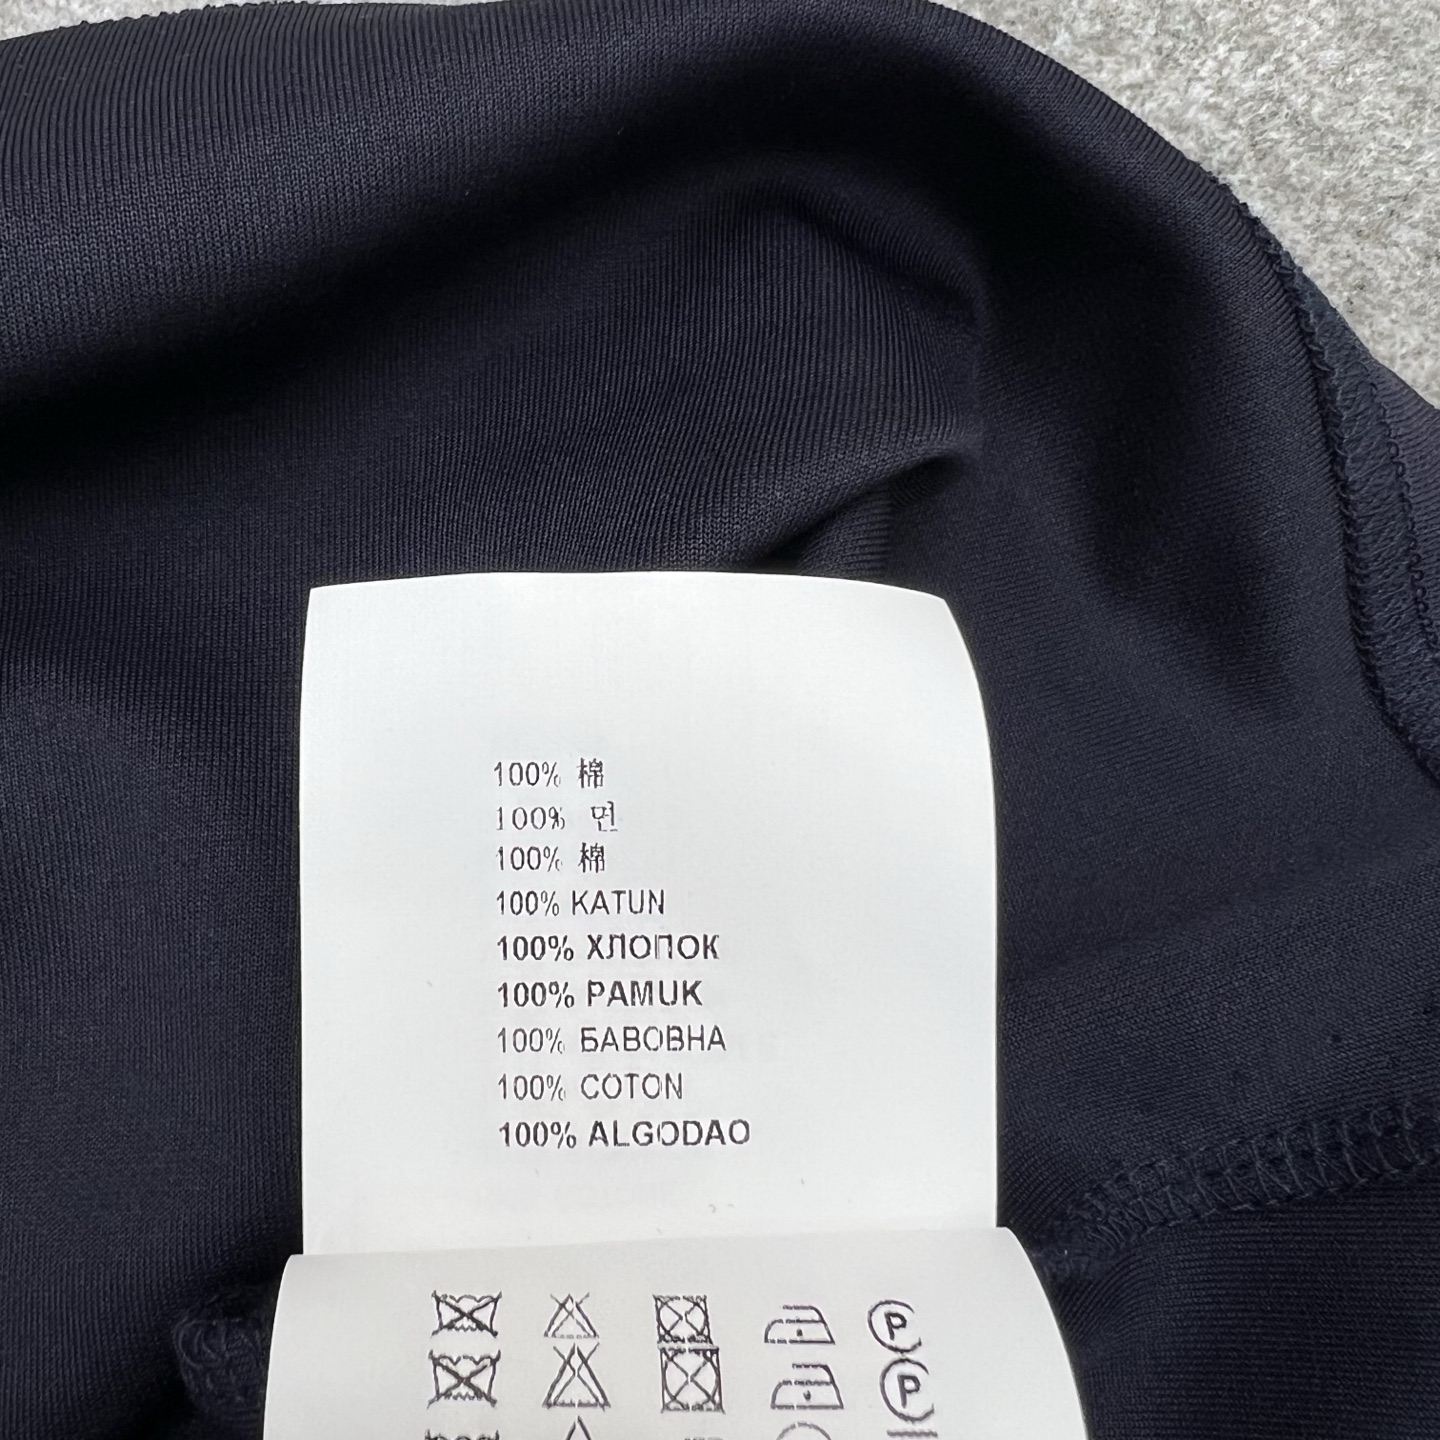 100% 棉
100% 면
100% 棉
100% KATUN
100% ХЛОПОК
100% PAMUK
100% БАВОВНА
100% COTON
100% ALGODAO
P
P